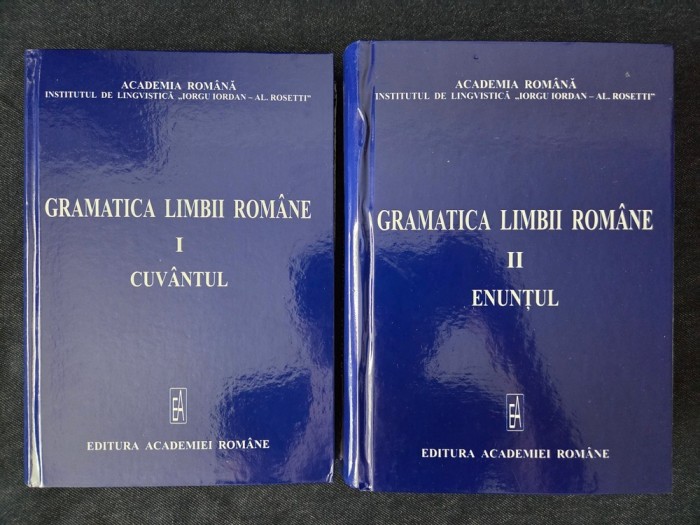 ACADEMIA ROMÂNĂ
INSTITUTUL DE LINGVISTICĂ „IORGU IORDAN – AL. ROSETTI”
GRAMATICA LIMBII ROMÂNE
I
CUVÂNTUL
EA
EDITURA ACADEMIEI ROMÂNE
ACADEMIA ROMÂNĂ
INSTITUTUL DE LINGVISTICĂ „IORGU IORDAN – AL. ROSETTI”
GRAMATICA LIMBII ROMÂNE
II
ENUNȚUL
EA
EDITURA ACADEMIEI ROMÂNE